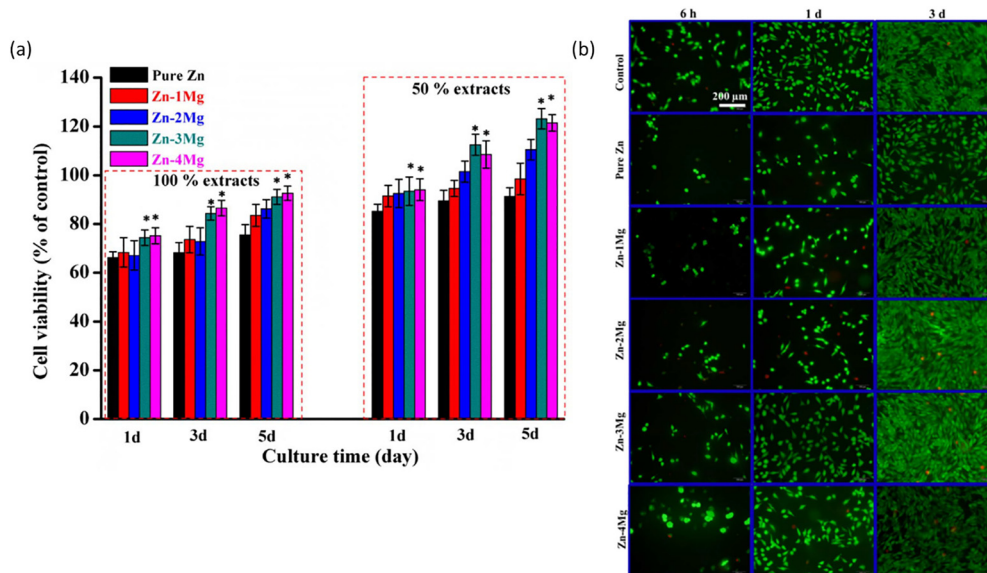 (a)
140
120
100
80
60
40
20
0
Cell viability (% of control)
Pure Zn
Zn-1Mg
Zn-2Mg
Zn-3Mg
Zn-4Mg
100 % extracts
* *
* *
* *
50 % extracts
* *
* *
* *
1d 3d 5d 1d 3d 5d
Culture time (day)
(b)
6 h 1 d 3 d
Control
200 µm
Pure Zn
Zn-1Mg
Zn-2Mg
Zn-3Mg
Zn-4Mg